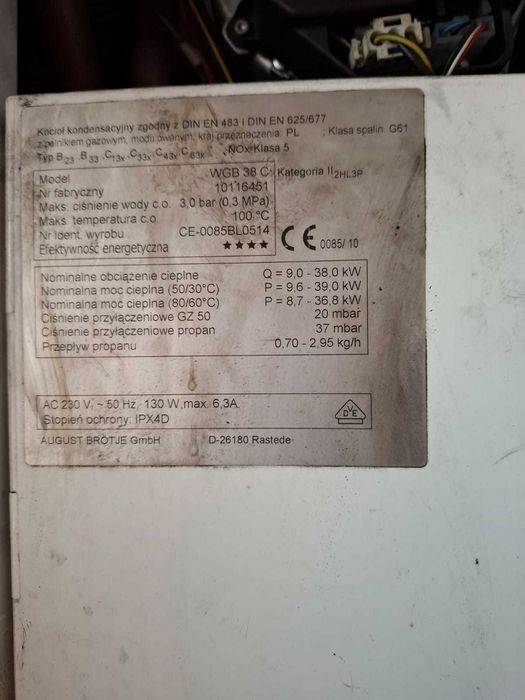 Kocioł kondensacyjny zgodny z DIN EN 483 i DIN EN 625/677
z palnikiem gazowym, modułowanym, kraj przeznaczenia: PL ; Klasa spalin. G61
Typ B23 ,B 33 ,C13x ,C33x ,C43x C 63x ,NOx-Klasa 5
Model WGB 38 C Kategoria II2HL3P
Nr fabryczny 10116451
Maks. ciśnienie wody c.o. 3,0 bar (0,3 MPa)
Maks. temperatura c.o. 100 °C
Nr ident. wyrobu CE-0085BL0514
Efektywność energetyczna ★★★★ CE 0085/ 10
Nominalne obciążenie cieplne Q = 9,0 - 38,0 kW
Nominalna moc cieplna (50/30°C) P = 9,6 - 39,0 kW
Nominalna moc cieplna (80/60°C) P = 8,7 - 36,8 kW
Ciśnienie przyłączeniowe GZ 50 20 mbar
Ciśnienie przyłączeniowe propan 37 mbar
Przepływ propanu 0,70 - 2,95 kg/h
AC 230 V, ~ 50 Hz, 130 W,max. 6,3A
Stopień ochrony: IPX4D
DVE
AUGUST BRÖTJE GmbH D-26180 Rastede